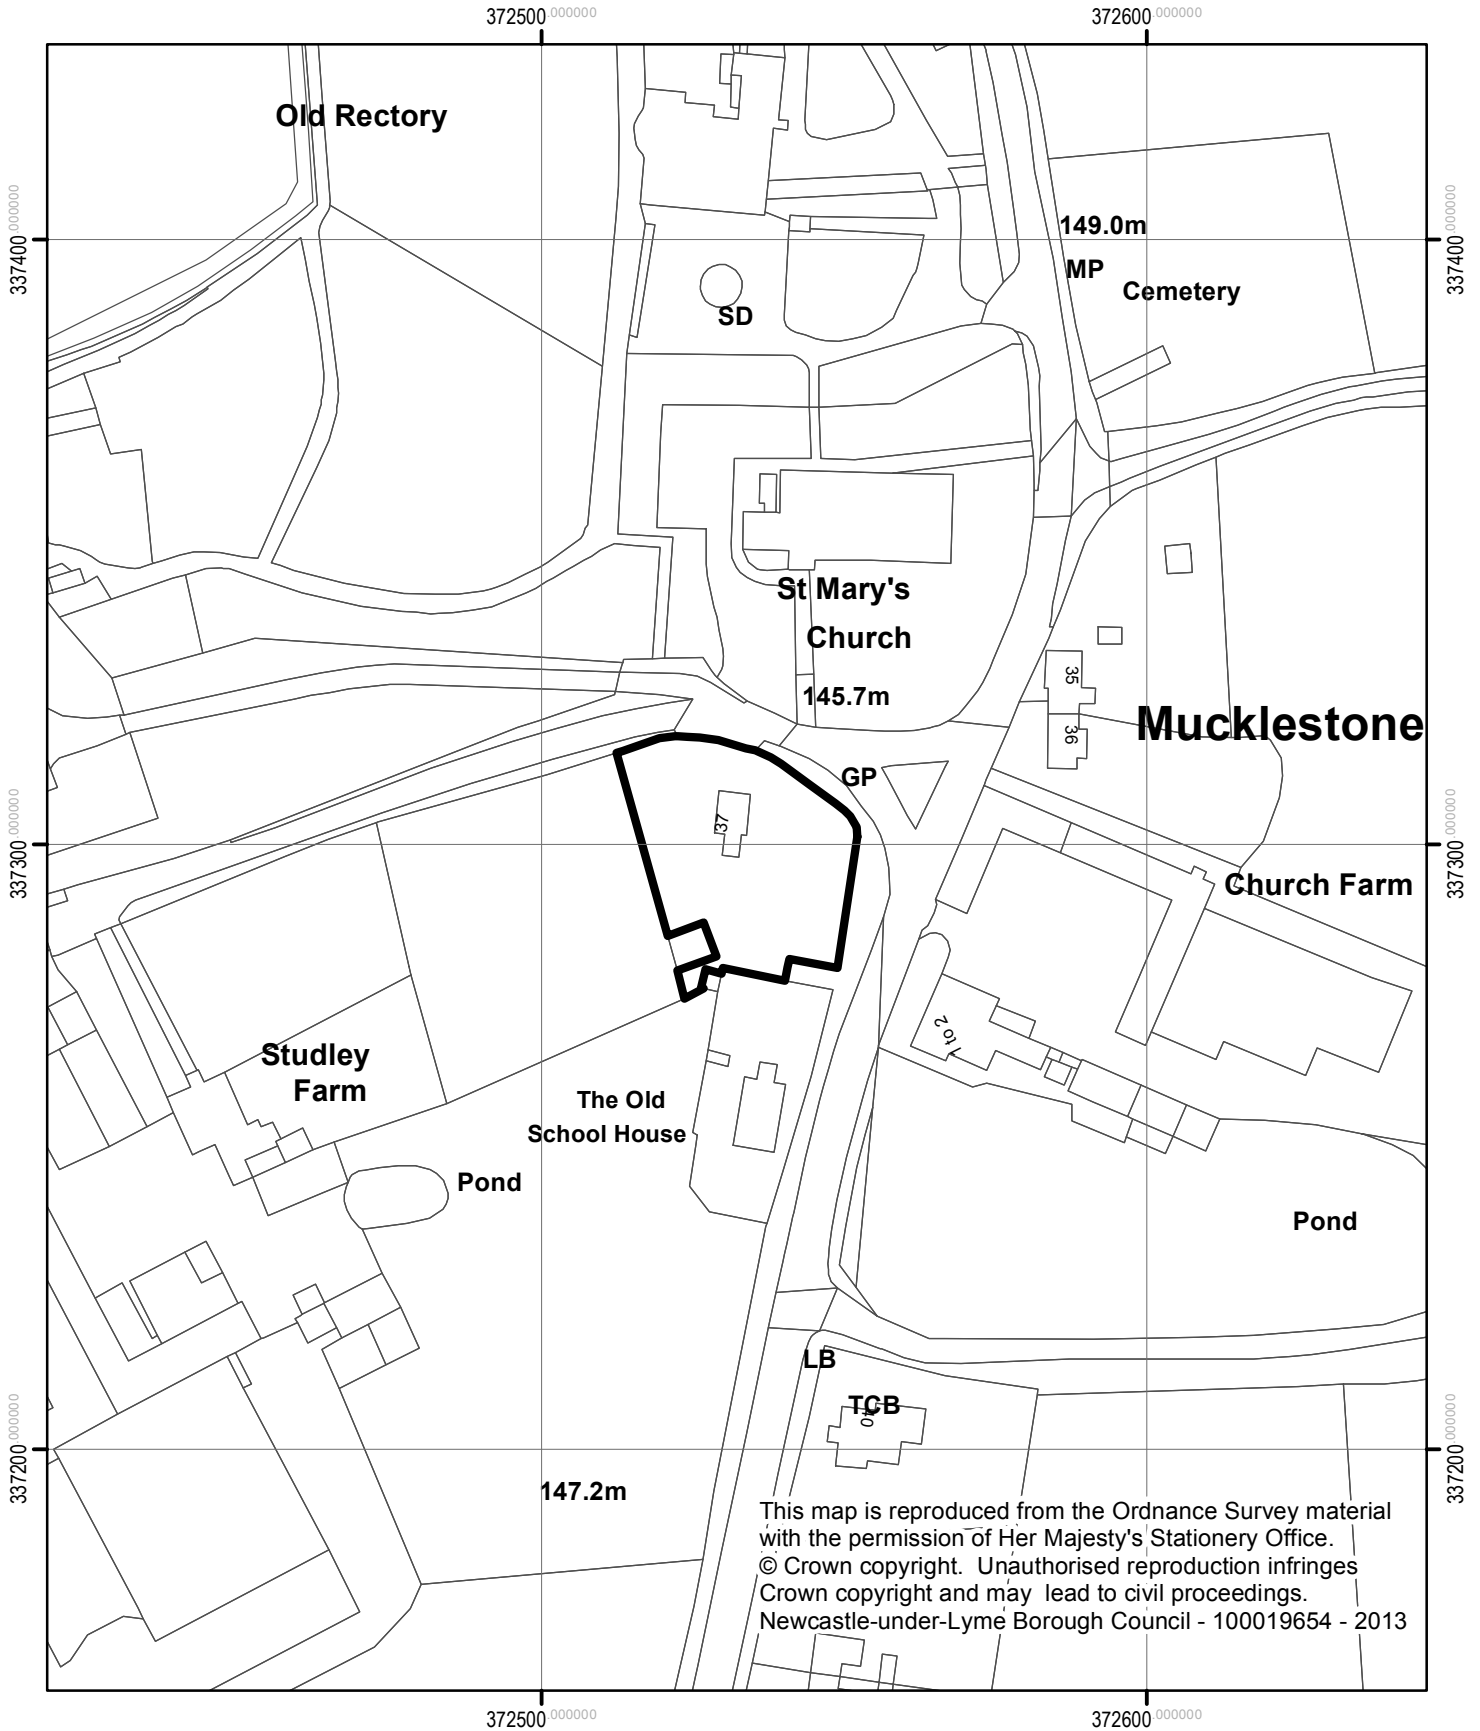 372500.000000
372600.000000
Old Rectory
337400.000000
149.0m
337400.000000
MP
Cemetery
SD
St Mary's
Church
35
145.7m
Mucklestone
36
GP
37
337300.000000
337300.000000
Church Farm
1 to 2
Studley
Farm
The Old
School House
Pond
Pond
LB
TCB
40
337200.000000
337200.000000
147.2m
This map is reproduced from the Ordnance Survey material
with the permission of Her Majesty's Stationery Office.
© Crown copyright.  Unauthorised reproduction infringes
Crown copyright and may  lead to civil proceedings.
Newcastle-under-Lyme Borough Council - 100019654 - 2013
372500.000000
372600.000000